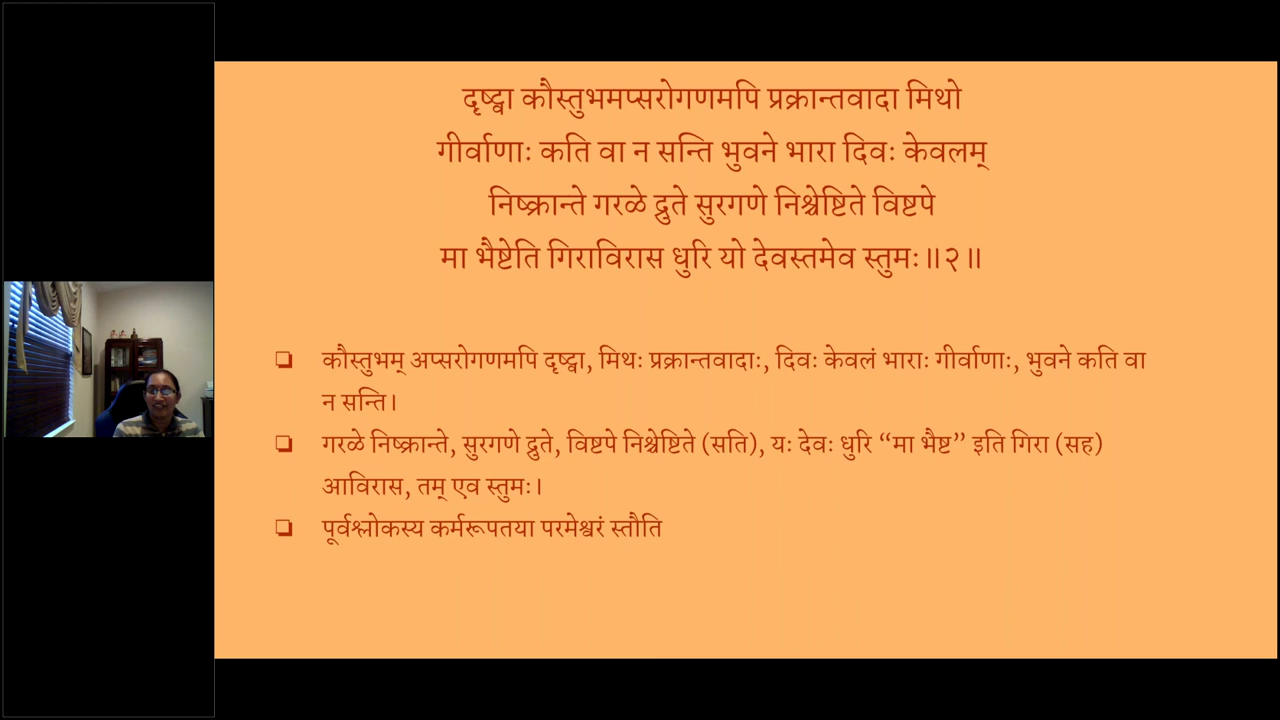 दृष्ट्वा कौस्तुभमप्सरोगणमपि प्रक्रान्तवादा मिथो
गीर्वाणाः कति वा न सन्ति भुवने भारा दिवः केवलम्
निष्क्रान्ते गरळे द्रुते सुरगणे निश्चेष्टिते विष्टपे
मा भैष्टेति गिराविरास धुरि यो देवस्तमेव स्तुमः॥२॥
❏ कौस्तुभम् अप्सरोगणमपि दृष्ट्वा, मिथः प्रक्रान्तवादाः, दिवः केवलं भाराः गीर्वाणाः, भुवने कति वा
न सन्ति।
❏ गरळे निष्क्रान्ते, सुरगणे द्रुते, विष्टपे निश्चेष्टिते (सति), यः देवः धुरि “मा भैष्ट” इति गिरा (सह)
आविरास, तम् एव स्तुमः।
❏ पूर्वश्लोकस्य कर्मरूपतया परमेश्वरं स्तौति